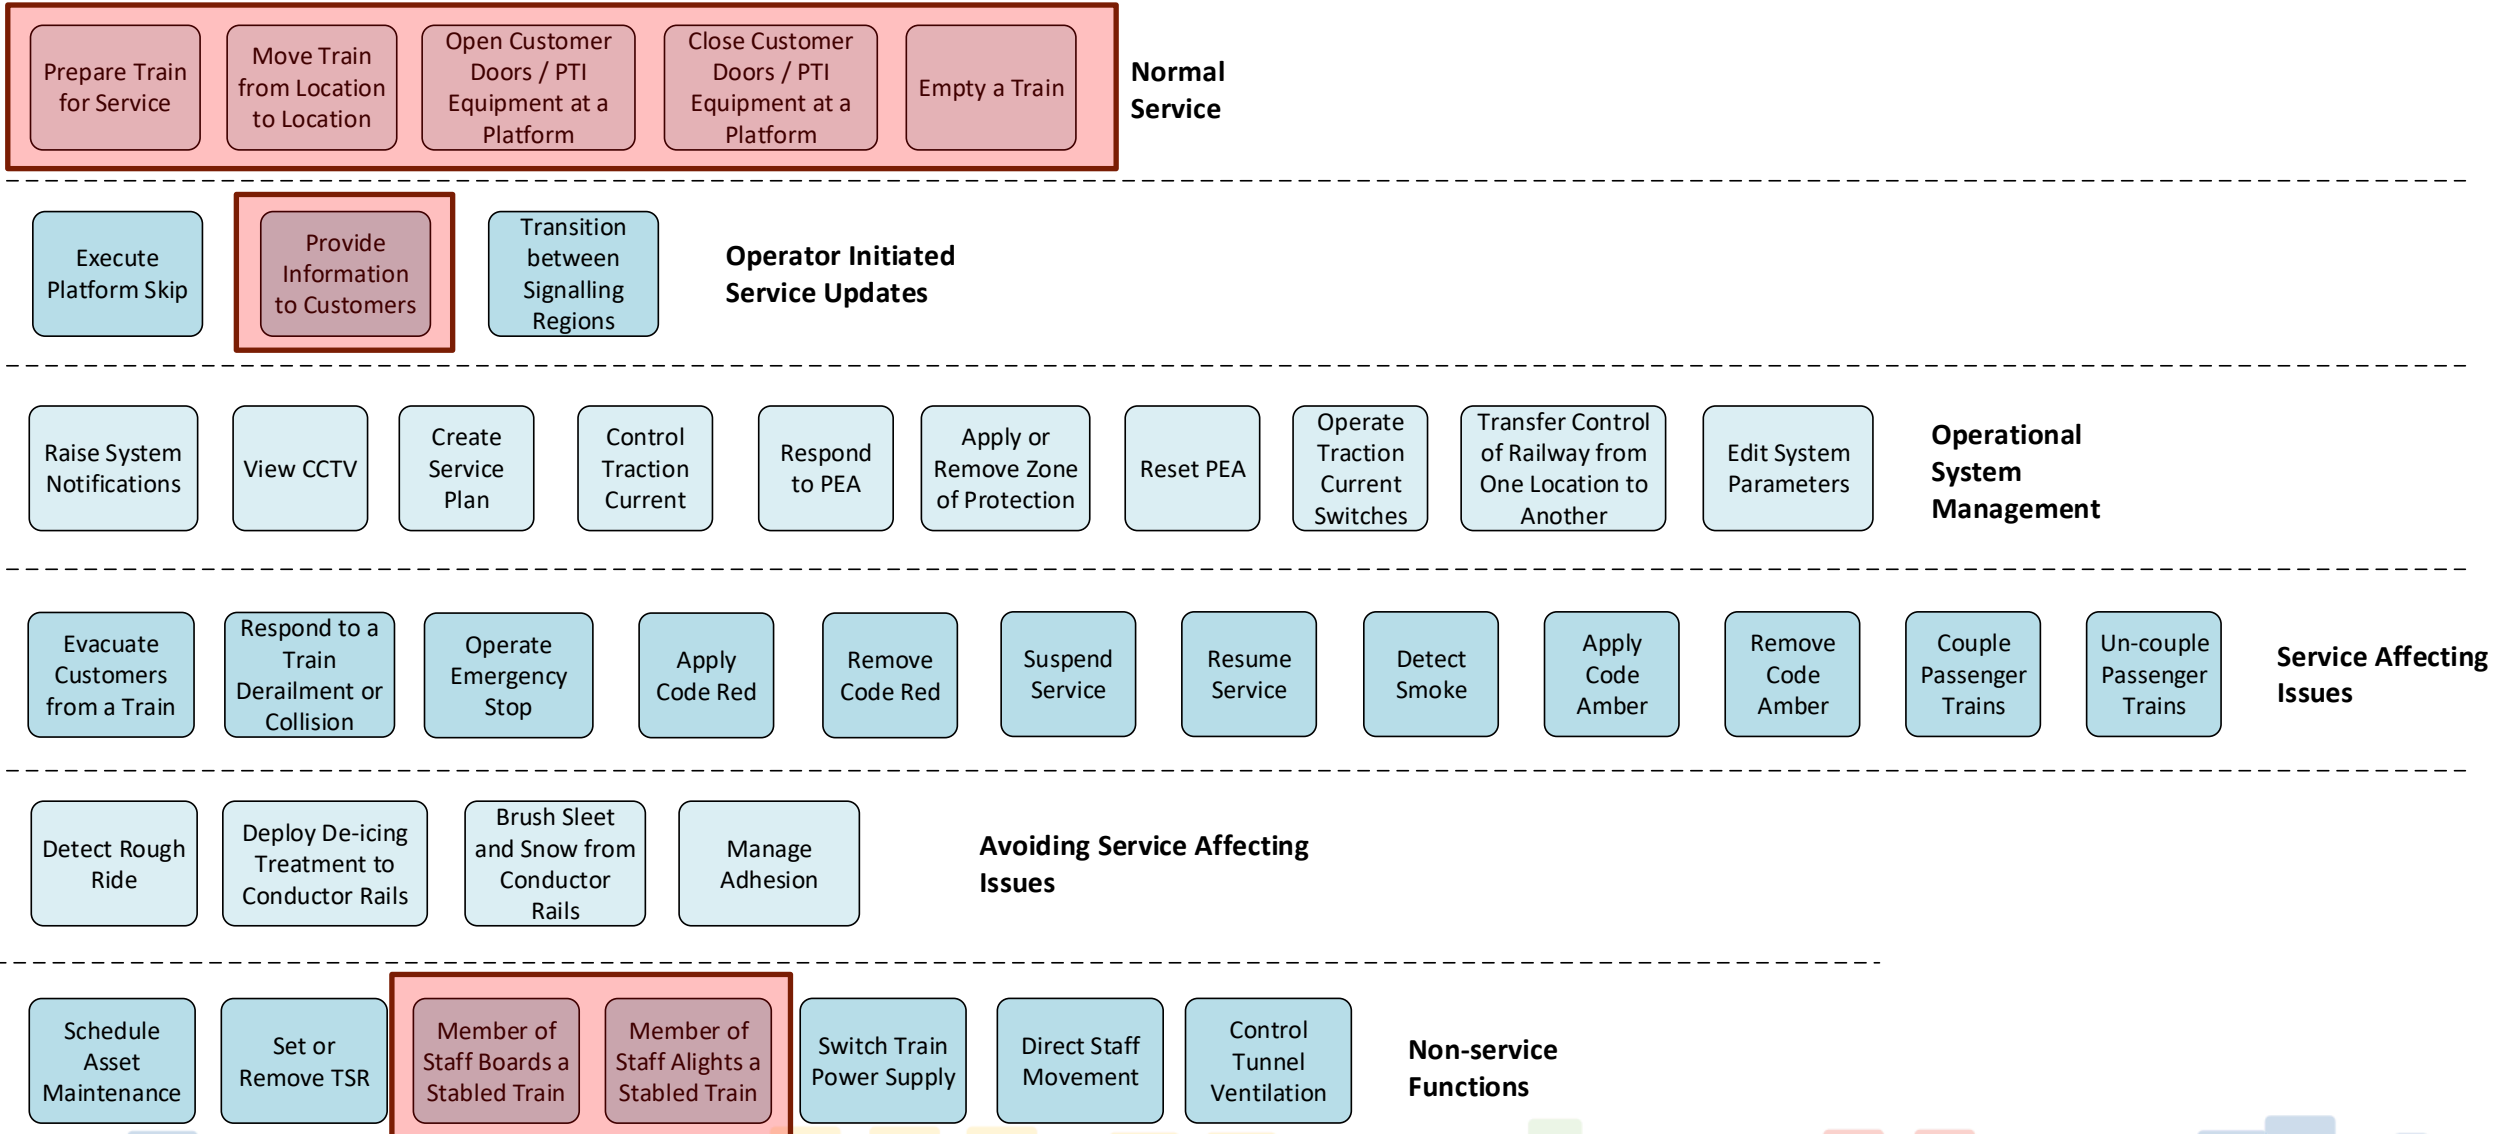 Prepare Train
for Service
Move Train
from Location
to Location
Open Customer
Doors / PTI
Equipment at a
Platform
Close Customer
Doors / PTI
Equipment at a
Platform
Empty a Train
Normal
Service
Execute
Platform Skip
Provide
Information
to Customers
Transition
between
Signalling
Regions
Operator Initiated
Service Updates
Raise System
Notifications
View CCTV
Create
Service
Plan
Control
Traction
Current
Respond
to PEA
Apply or
Remove Zone
of Protection
Reset PEA
Operate
Traction
Current
Switches
Transfer Control
of Railway from
One Location to
Another
Edit System
Parameters
Operational
System
Management
Evacuate
Customers
from a Train
Respond to a
Train
Derailment or
Collision
Operate
Emergency
Stop
Apply
Code Red
Remove
Code Red
Suspend
Service
Resume
Service
Detect
Smoke
Apply
Code
Amber
Remove
Code
Amber
Couple
Passenger
Trains
Un-couple
Passenger
Trains
Service Affecting
Issues
Detect Rough
Ride
Deploy De-icing
Treatment to
Conductor Rails
Brush Sleet
and Snow from
Conductor
Rails
Manage
Adhesion
Avoiding Service Affecting
Issues
Schedule
Asset
Maintenance
Set or
Remove TSR
Member of
Staff Boards a
Stabled Train
Member of
Staff Alights a
Stabled Train
Switch Train
Power Supply
Direct Staff
Movement
Control
Tunnel
Ventilation
Non-service
Functions